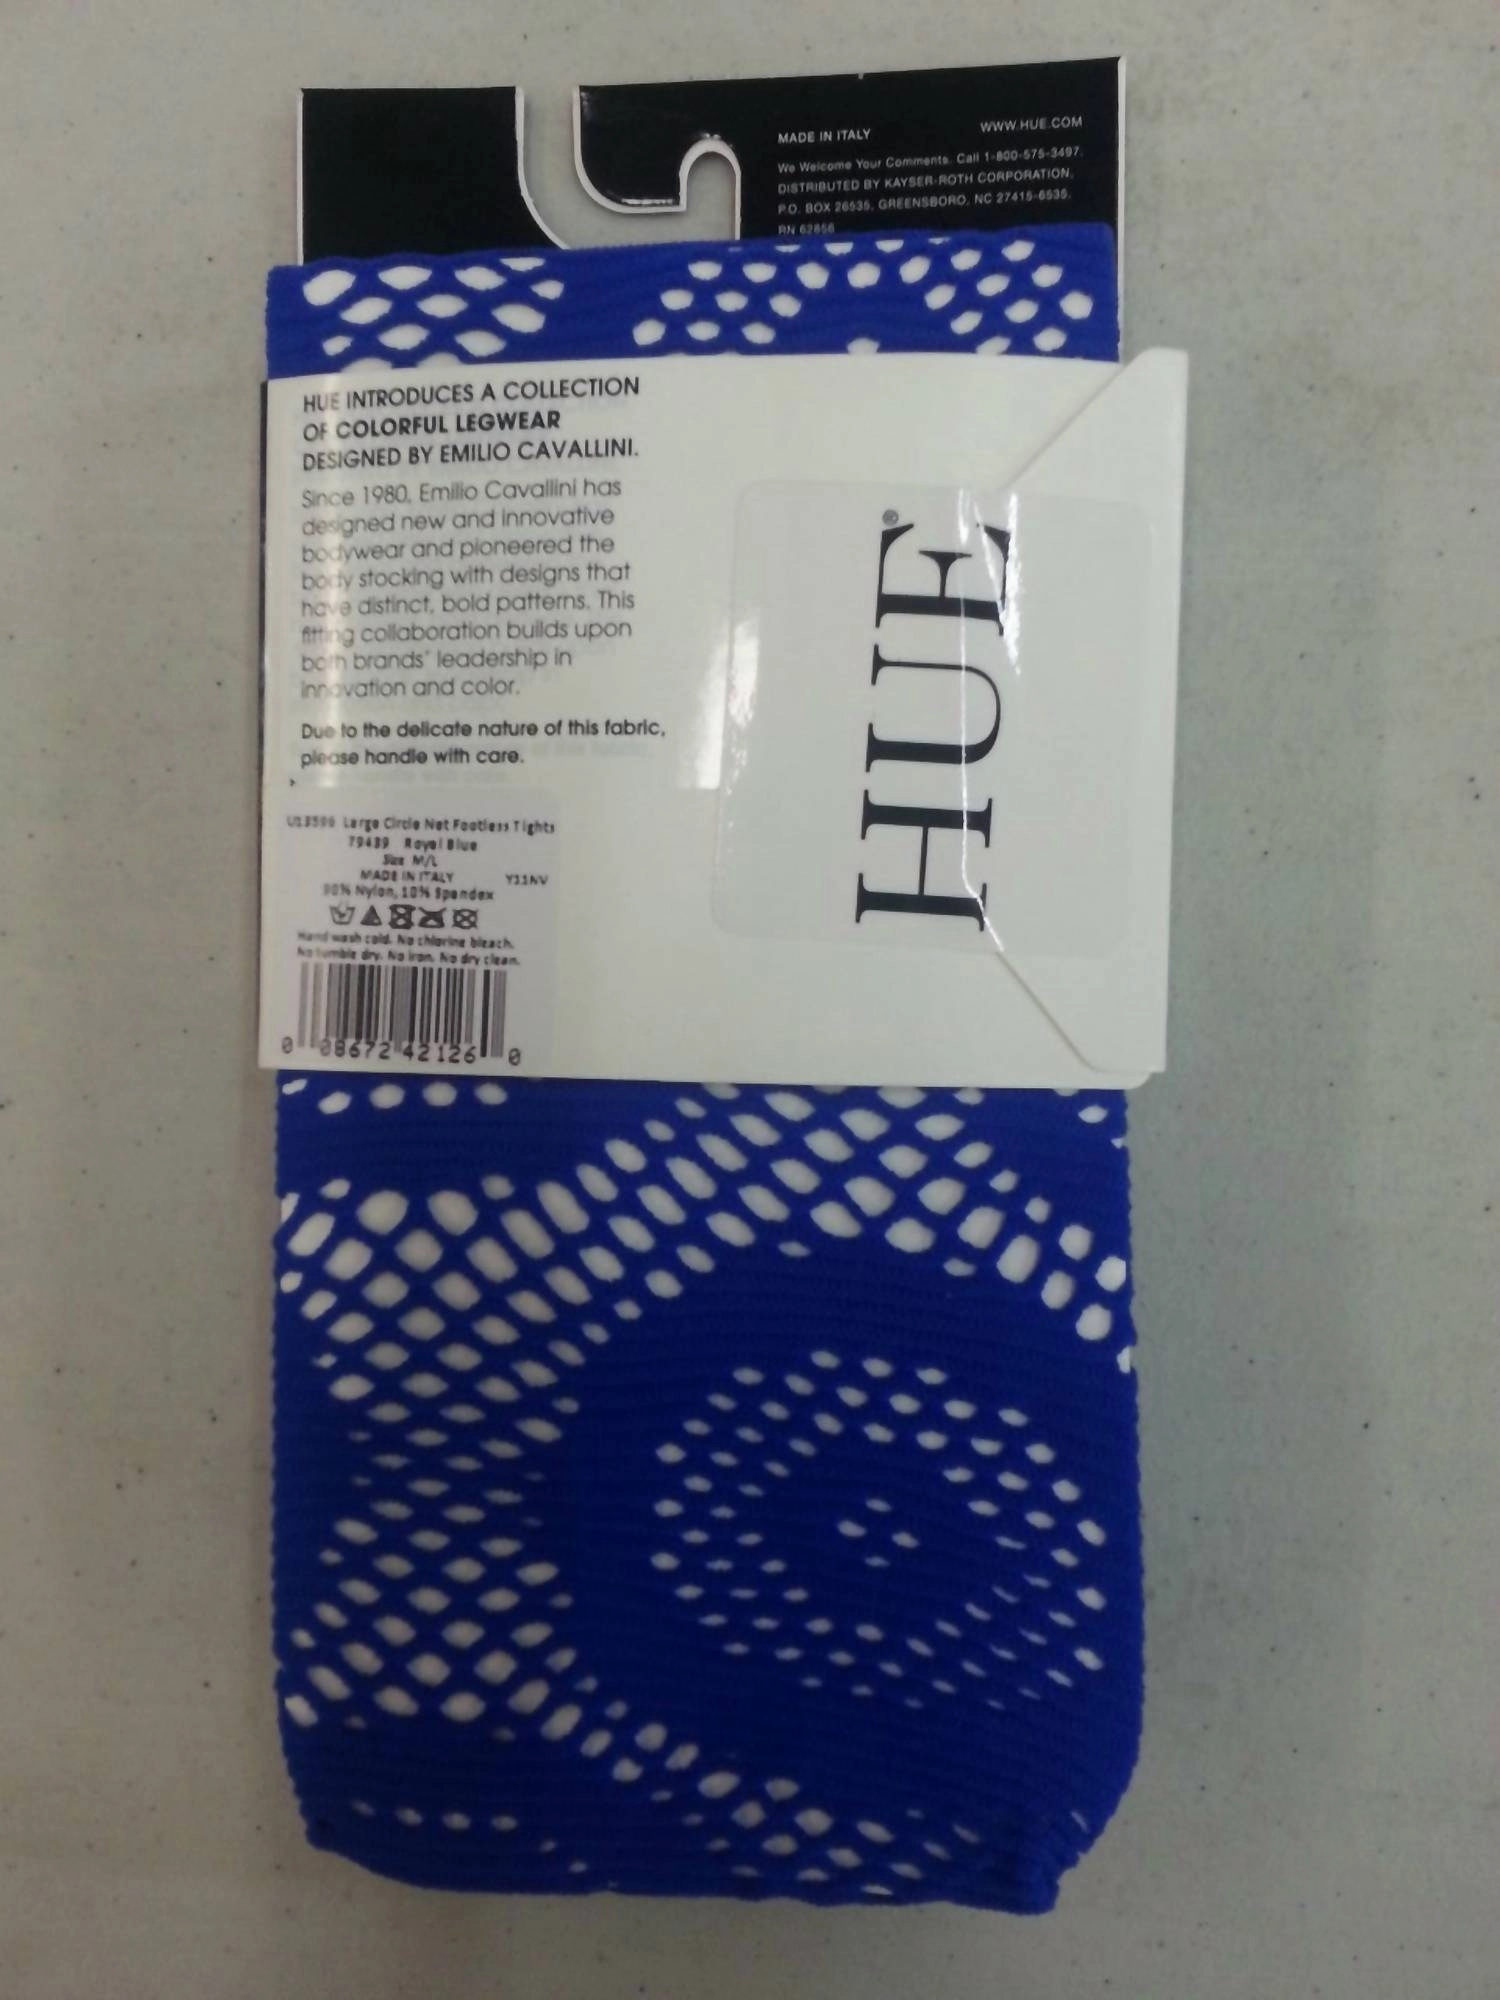 MADE IN ITALY
WWW.HUE.COM
We Welcome Your Comments. Call 1-800-575-3497.
DISTRIBUTED BY KAYSER-ROTH CORPORATION,
P.O. BOX 26535, GREENSBORO, NC 27415-6535.
RN 62856
HUE INTRODUCES A COLLECTION
OF COLORFUL LEGWEAR
DESIGNED BY EMILIO CAVALLINI.
Since 1980, Emilio Cavallini has
designed new and innovative
bodywear and pioneered the
body stocking with designs that
have distinct, bold patterns. This
fitting collaboration builds upon
both brands' leadership in
innovation and color.
Due to the delicate nature of this fabric,
please handle with care.
Large Circle Net Footless Tights
79439 Royal Blue
Size M/L
MADE IN ITALY Y11NV
90% Nylon, 10% Spandex
Hand wash cold. No chlorine bleach.
No tumble dry. No iron. No dry clean.
0 08672 42126 0
HUE®